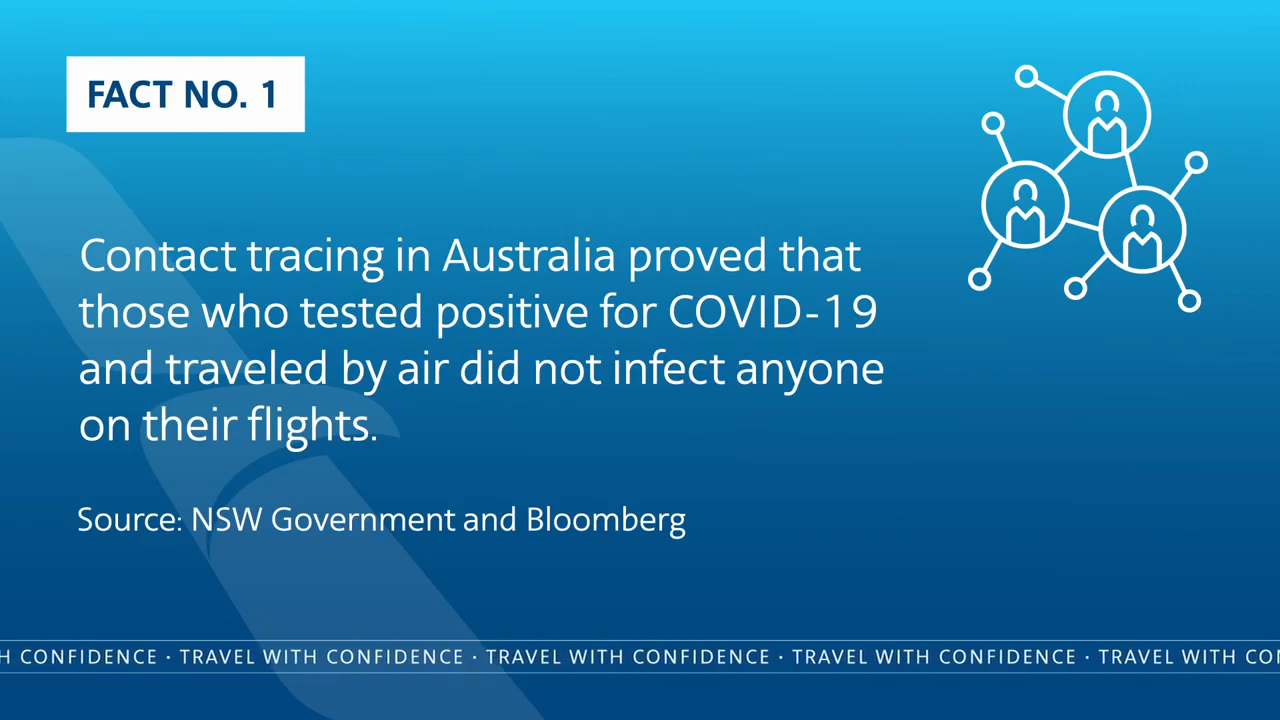 FACT NO. 1
Contact tracing in Australia proved that
those who tested positive for COVID-19
and traveled by air did not infect anyone
on their flights.
Source: NSW Government and Bloomberg
H CONFIDENCE · TRAVEL WITH CONFIDENCE · TRAVEL WITH CONFIDENCE · TRAVEL WITH CONFIDENCE · TRAVEL WITH CO